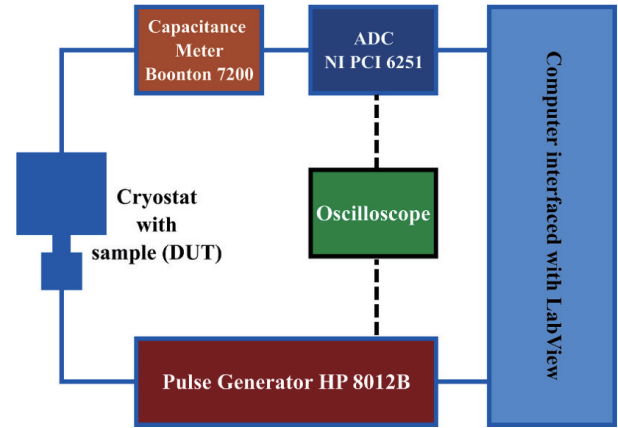 Capacitance
Meter
Boonton 7200
ADC
NI PCI 6251
Computer interfaced with LabView
Cryostat
with
sample (DUT)
Oscilloscope
Pulse Generator HP 8012B